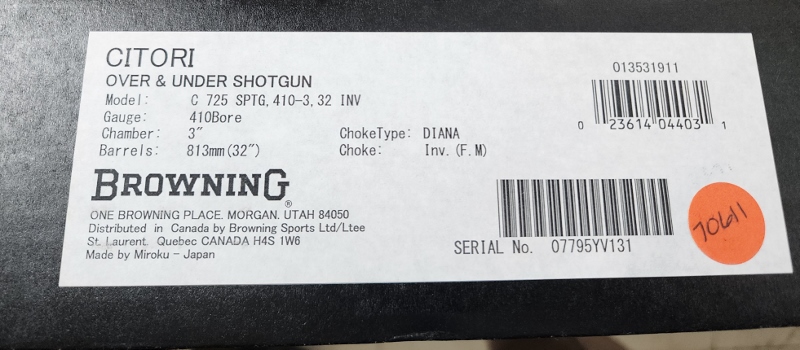 CITORI
OVER & UNDER SHOTGUN
Model: C 725 SPTG,410-3,32 INV
Gauge: 410Bore
Chamber: 3" ChokeType: DIANA
Barrels: 813mm(32") Choke: Inv.(F.M)
013531911
0 23614 04403 1
BROWNING®
ONE BROWNING PLACE. MORGAN. UTAH 84050
Distributed in Canada by Browning Sports Ltd/Ltee
St. Laurent. Quebec CANADA H4S 1W6
Made by Miroku - Japan
SERIAL No. 07795YV131
70611